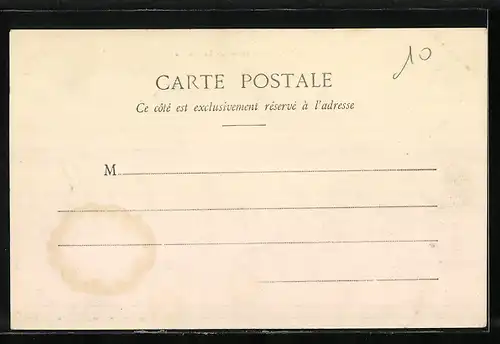 10
CARTE POSTALE
Ce côté est exclusivement réservé à l'adresse
M